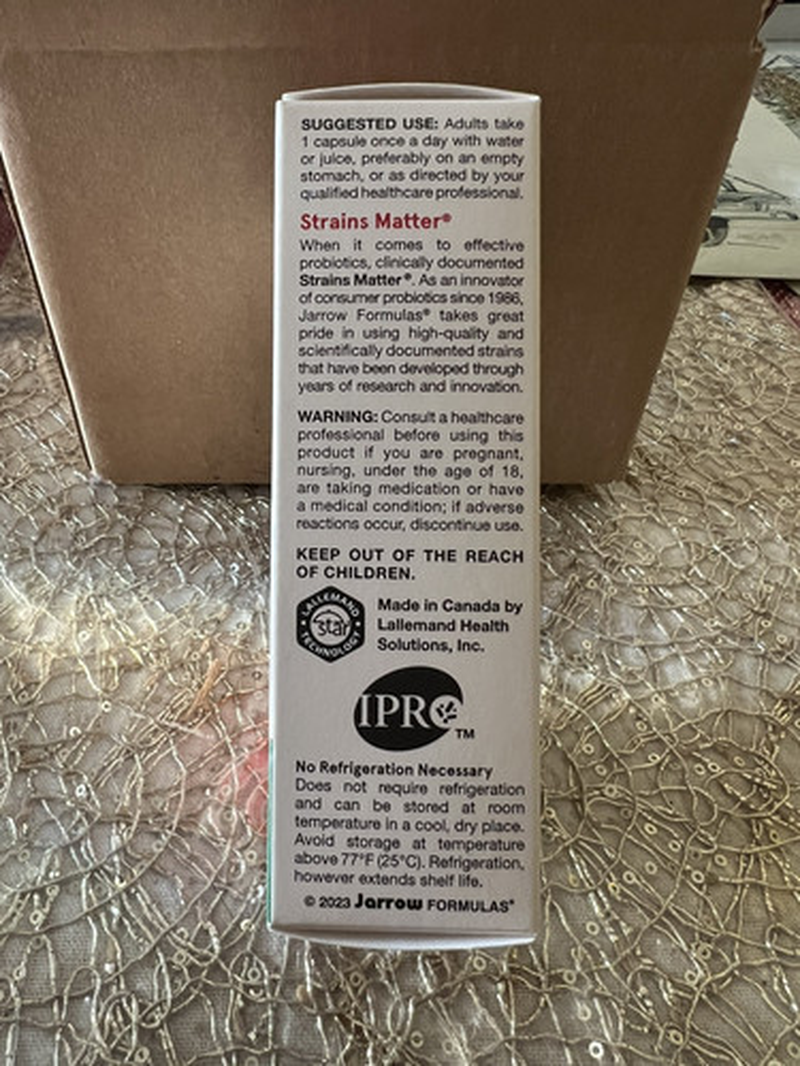 SUGGESTED USE: Adults take
1 capsule once a day with water
or juice, preferably on an empty
stomach, or as directed by your
qualified healthcare professional.
Strains Matter®
When it comes to effective
probiotics, clinically documented
Strains Matter®. As an innovator
of consumer probiotics since 1986,
Jarrow Formulas® takes great
pride in using high-quality and
scientifically documented strains
that have been developed through
years of research and innovation.
WARNING: Consult a healthcare
professional before using this
product if you are pregnant,
nursing, under the age of 18,
are taking medication or have
a medical condition; if adverse
reactions occur, discontinue use.
KEEP OUT OF THE REACH
OF CHILDREN.
LALLEMAND
star
TECHNOLOGY
Made in Canada by
Lallemand Health
Solutions, Inc.
IPRO™
No Refrigeration Necessary
Does not require refrigeration
and can be stored at room
temperature in a cool, dry place.
Avoid storage at temperature
above 77°F (25°C). Refrigeration,
however extends shelf life.
© 2023 Jarrow FORMULAS®